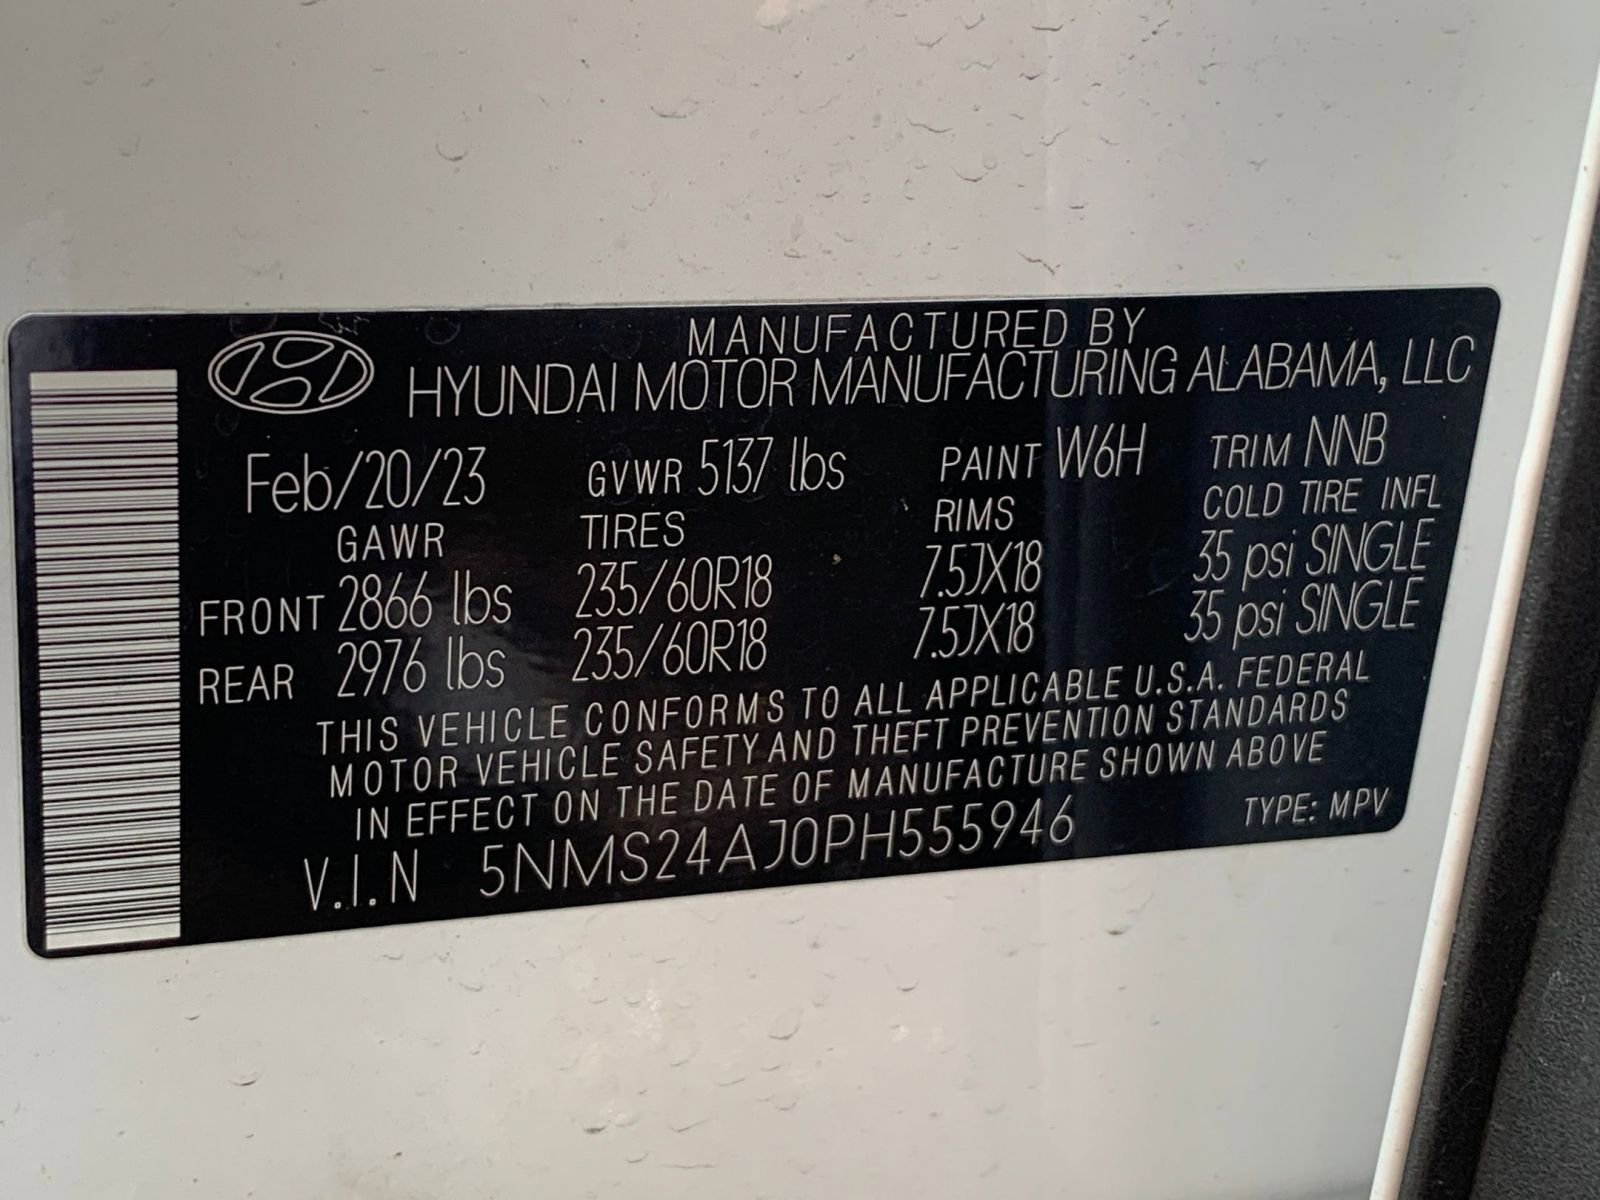 MANUFACTURED BY
HYUNDAI MOTOR MANUFACTURING ALABAMA, LLC
Feb/20/23 GVWR 5137 lbs PAINT W6H TRIM NNB
GAWR TIRES RIMS COLD TIRE INFL
FRONT 2866 lbs 235/60R18 7.5JX18 35 psi SINGLE
REAR 2976 lbs 235/60R18 7.5JX18 35 psi SINGLE
THIS VEHICLE CONFORMS TO ALL APPLICABLE U.S.A. FEDERAL
MOTOR VEHICLE SAFETY AND THEFT PREVENTION STANDARDS
IN EFFECT ON THE DATE OF MANUFACTURE SHOWN ABOVE
V.I.N 5NMS24AJ0PH555946 TYPE: MPV